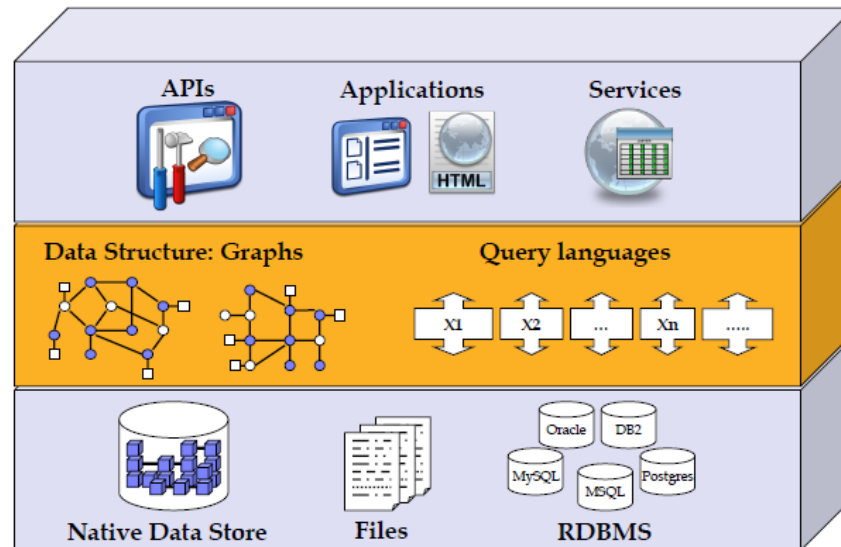 APIs
Applications
Services
HTML
Data Structure: Graphs
Query languages
X1
X2
...
Xn
.....
Oracle
DB2
MySQL
MSQL
Postgres
Native Data Store
Files
RDBMS